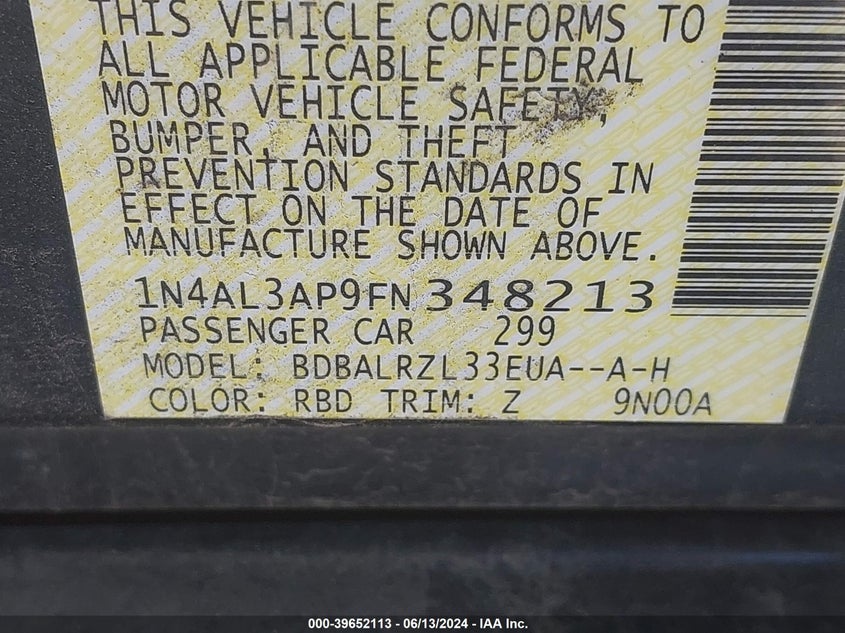 THIS VEHICLE CONFORMS TO
ALL APPLICABLE FEDERAL
MOTOR VEHICLE SAFETY,
BUMPER, AND THEFT
PREVENTION STANDARDS IN
EFFECT ON THE DATE OF
MANUFACTURE SHOWN ABOVE.
1N4AL3AP9FN348213
PASSENGER CAR 299
MODEL: BDBALRZL33EUA--A-H
COLOR: RBD TRIM: Z 9N00A
000-39652113 - 06/13/2024 - IAA Inc.